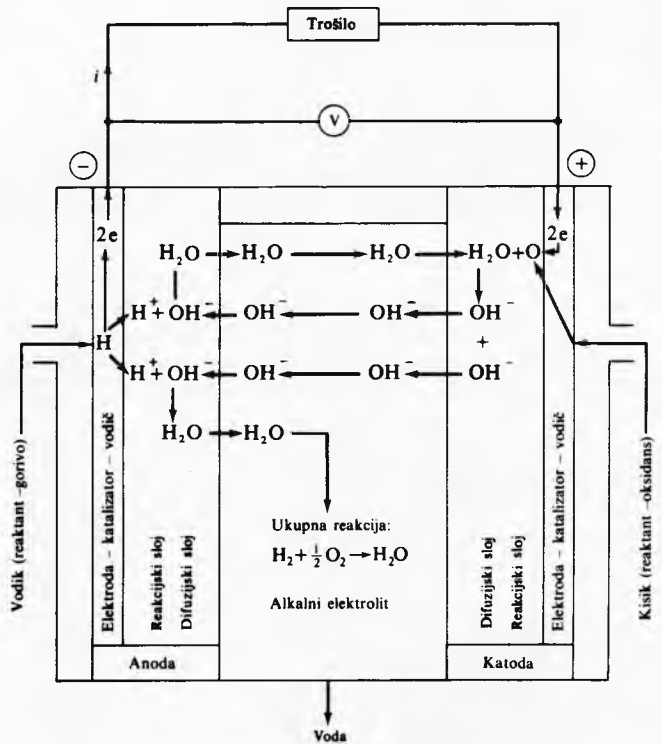 Trošilo
i
V
−
+
2e
2e
H₂O → H₂O → H₂O → H₂O + O
H⁺ + OH⁻ ← OH⁻ ← OH⁻ ← OH⁻
H
+
H⁺ + OH⁻ ← OH⁻ ← OH⁻ ← OH⁻
H₂O → H₂O
Ukupna reakcija:
H₂ + ½ O₂ → H₂O
Alkalni elektrolit
Vodik (reaktant –gorivo)
Elektroda – katalizator – vodič
Reakcijski sloj
Difuzijski sloj
Difuzijski sloj
Reakcijski sloj
Elektroda – katalizator – vodič
Kisik (reaktant –oksidans)
Anoda
Katoda
Voda